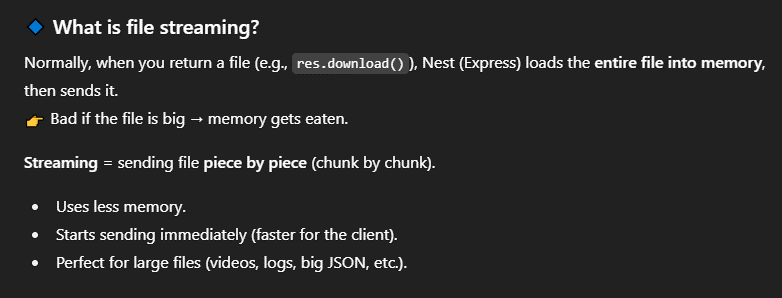 🔷 What is file streaming?
Normally, when you return a file (e.g., res.download()), Nest (Express) loads the entire file into memory,
then sends it.
👉 Bad if the file is big → memory gets eaten.
Streaming = sending file piece by piece (chunk by chunk).
• Uses less memory.
• Starts sending immediately (faster for the client).
• Perfect for large files (videos, logs, big JSON, etc.).